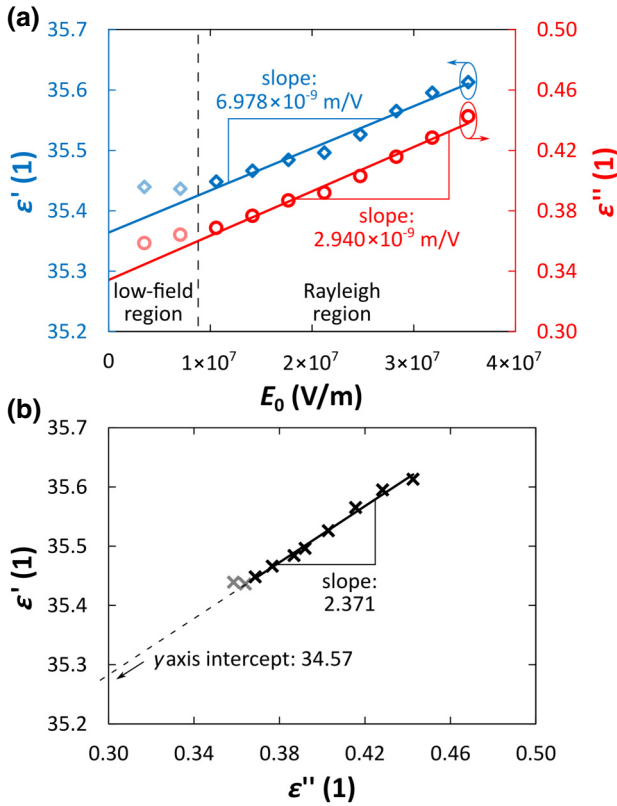 (a)
35.7
35.6
35.5
35.4
35.3
35.2
ε' (1)
0.50
0.46
0.42
0.38
0.34
0.30
ε'' (1)
slope:
6.978×10⁻⁹ m/V
slope:
2.940×10⁻⁹ m/V
low-field
region
Rayleigh
region
0 1×10⁷ 2×10⁷ 3×10⁷ 4×10⁷
E₀ (V/m)
(b)
35.7
35.6
35.5
35.4
35.3
35.2
ε' (1)
slope:
2.371
y axis intercept: 34.57
0.30 0.34 0.38 0.42 0.46 0.50
ε'' (1)